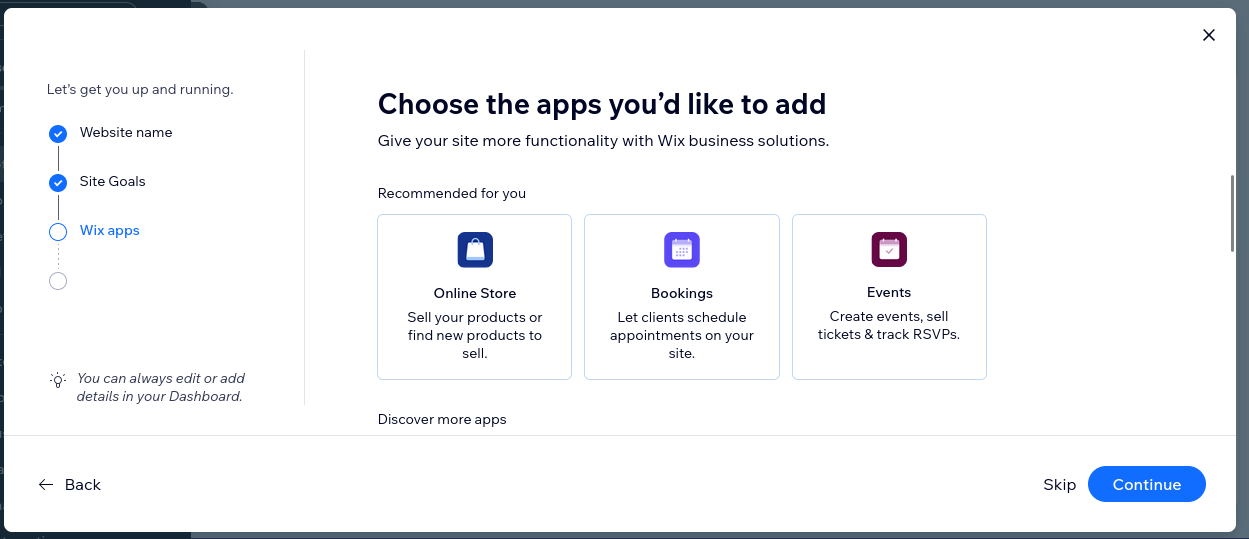 Let's get you up and running.
Website name
Site Goals
Wix apps
You can always edit or add
details in your Dashboard.
Choose the apps you’d like to add
Give your site more functionality with Wix business solutions.
Recommended for you
Online Store
Sell your products or
find new products to
sell.
Bookings
Let clients schedule
appointments on your
site.
Events
Create events, sell
tickets & track RSVPs.
Discover more apps
Back
Skip
Continue